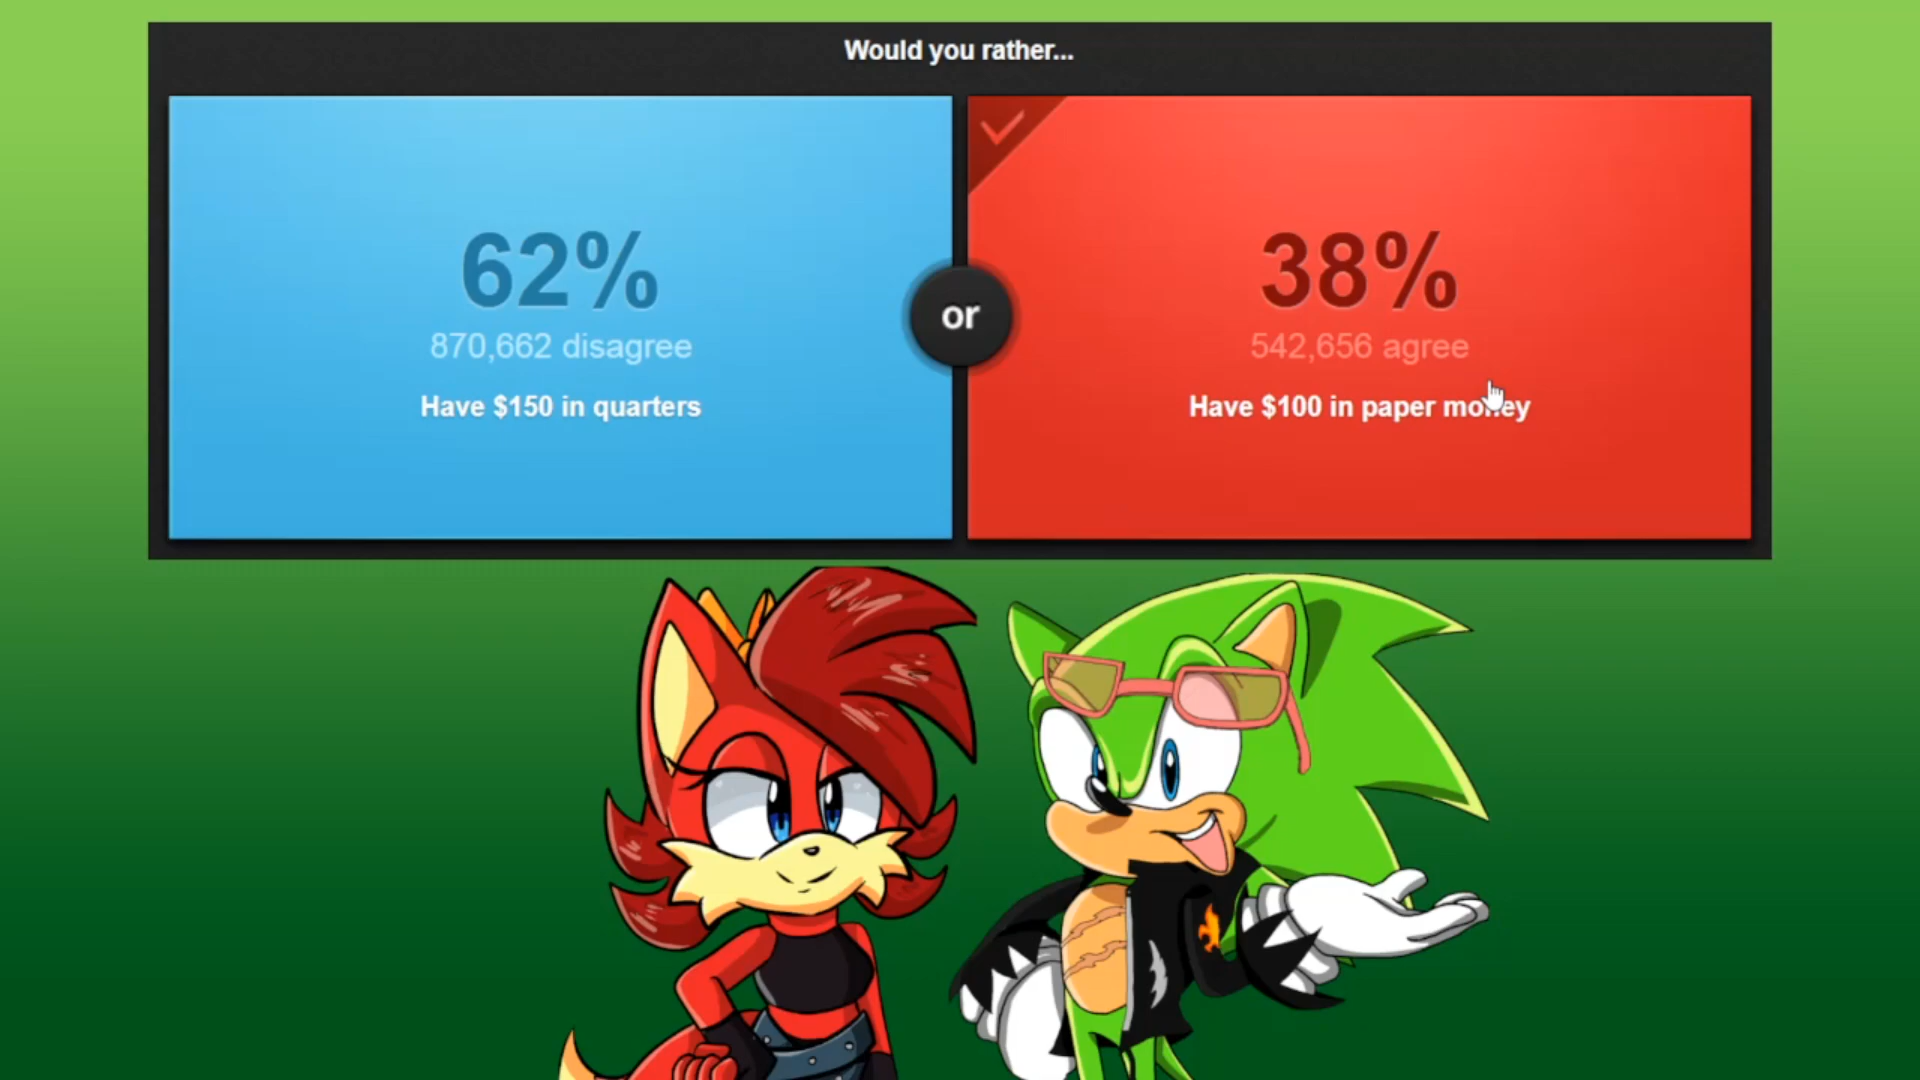 Would you rather...
62%
870,662 disagree
Have $150 in quarters
or
38%
542,656 agree
Have $100 in paper money